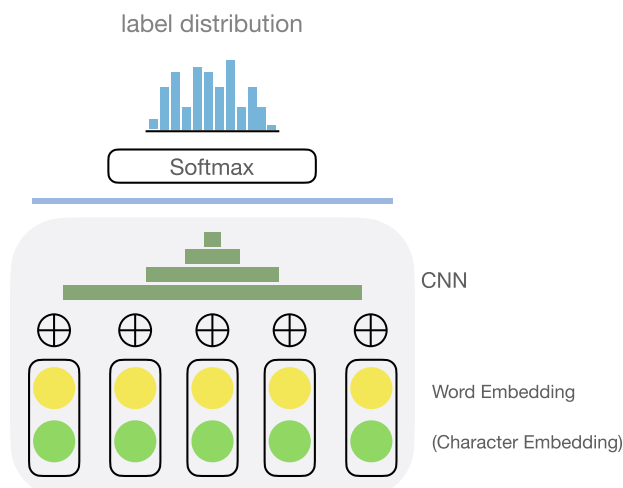 label distribution
Softmax
CNN
Word Embedding
(Character Embedding)